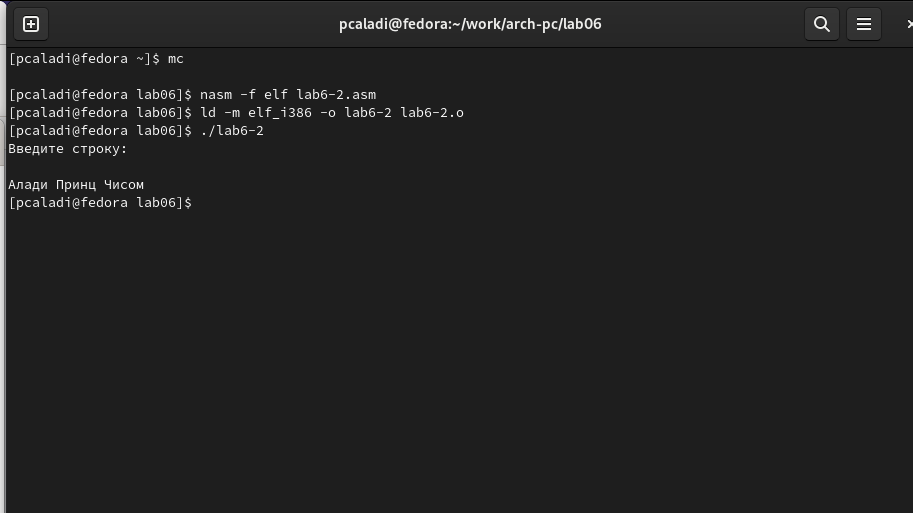 pcaladi@fedora:~/work/arch-pc/lab06
[pcaladi@fedora ~]$ mc
[pcaladi@fedora lab06]$ nasm -f elf lab6-2.asm
[pcaladi@fedora lab06]$ ld -m elf_i386 -o lab6-2 lab6-2.o
[pcaladi@fedora lab06]$ ./lab6-2
Введите строку:
Алади Принц Чисом
[pcaladi@fedora lab06]$